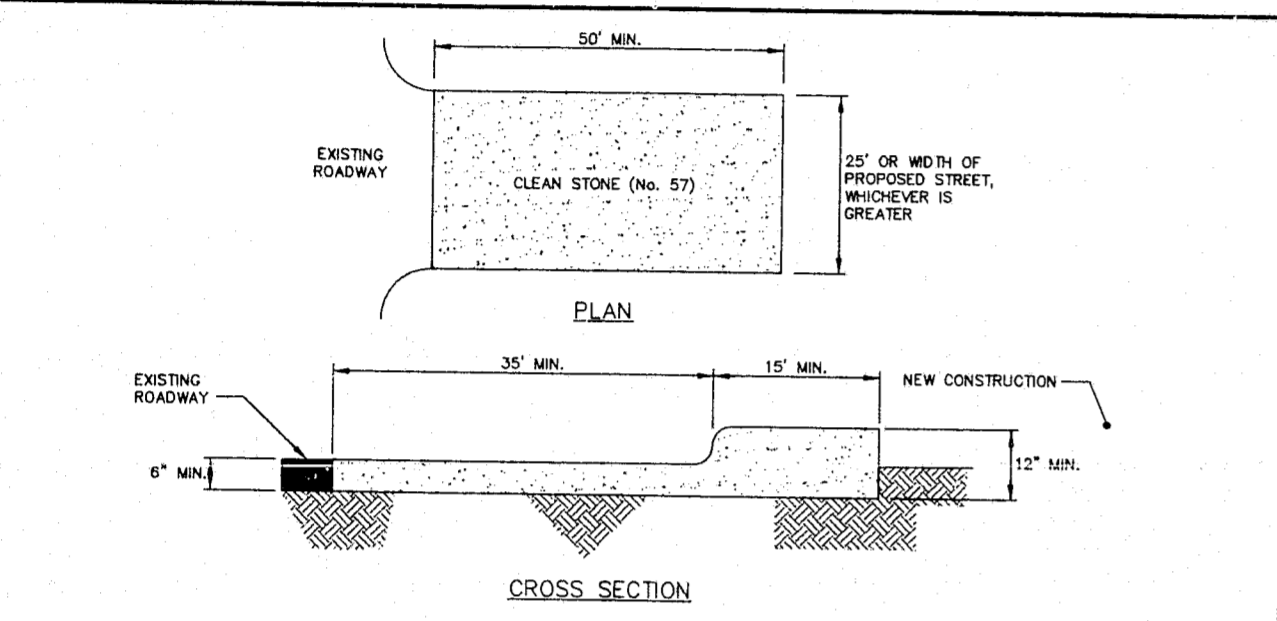 50' MIN.
EXISTING
ROADWAY
CLEAN STONE (No. 57)
25' OR WIDTH OF
PROPOSED STREET,
WHICHEVER IS
GREATER
PLAN
35' MIN.
15' MIN.
EXISTING
ROADWAY
NEW CONSTRUCTION
6" MIN.
12" MIN.
CROSS SECTION